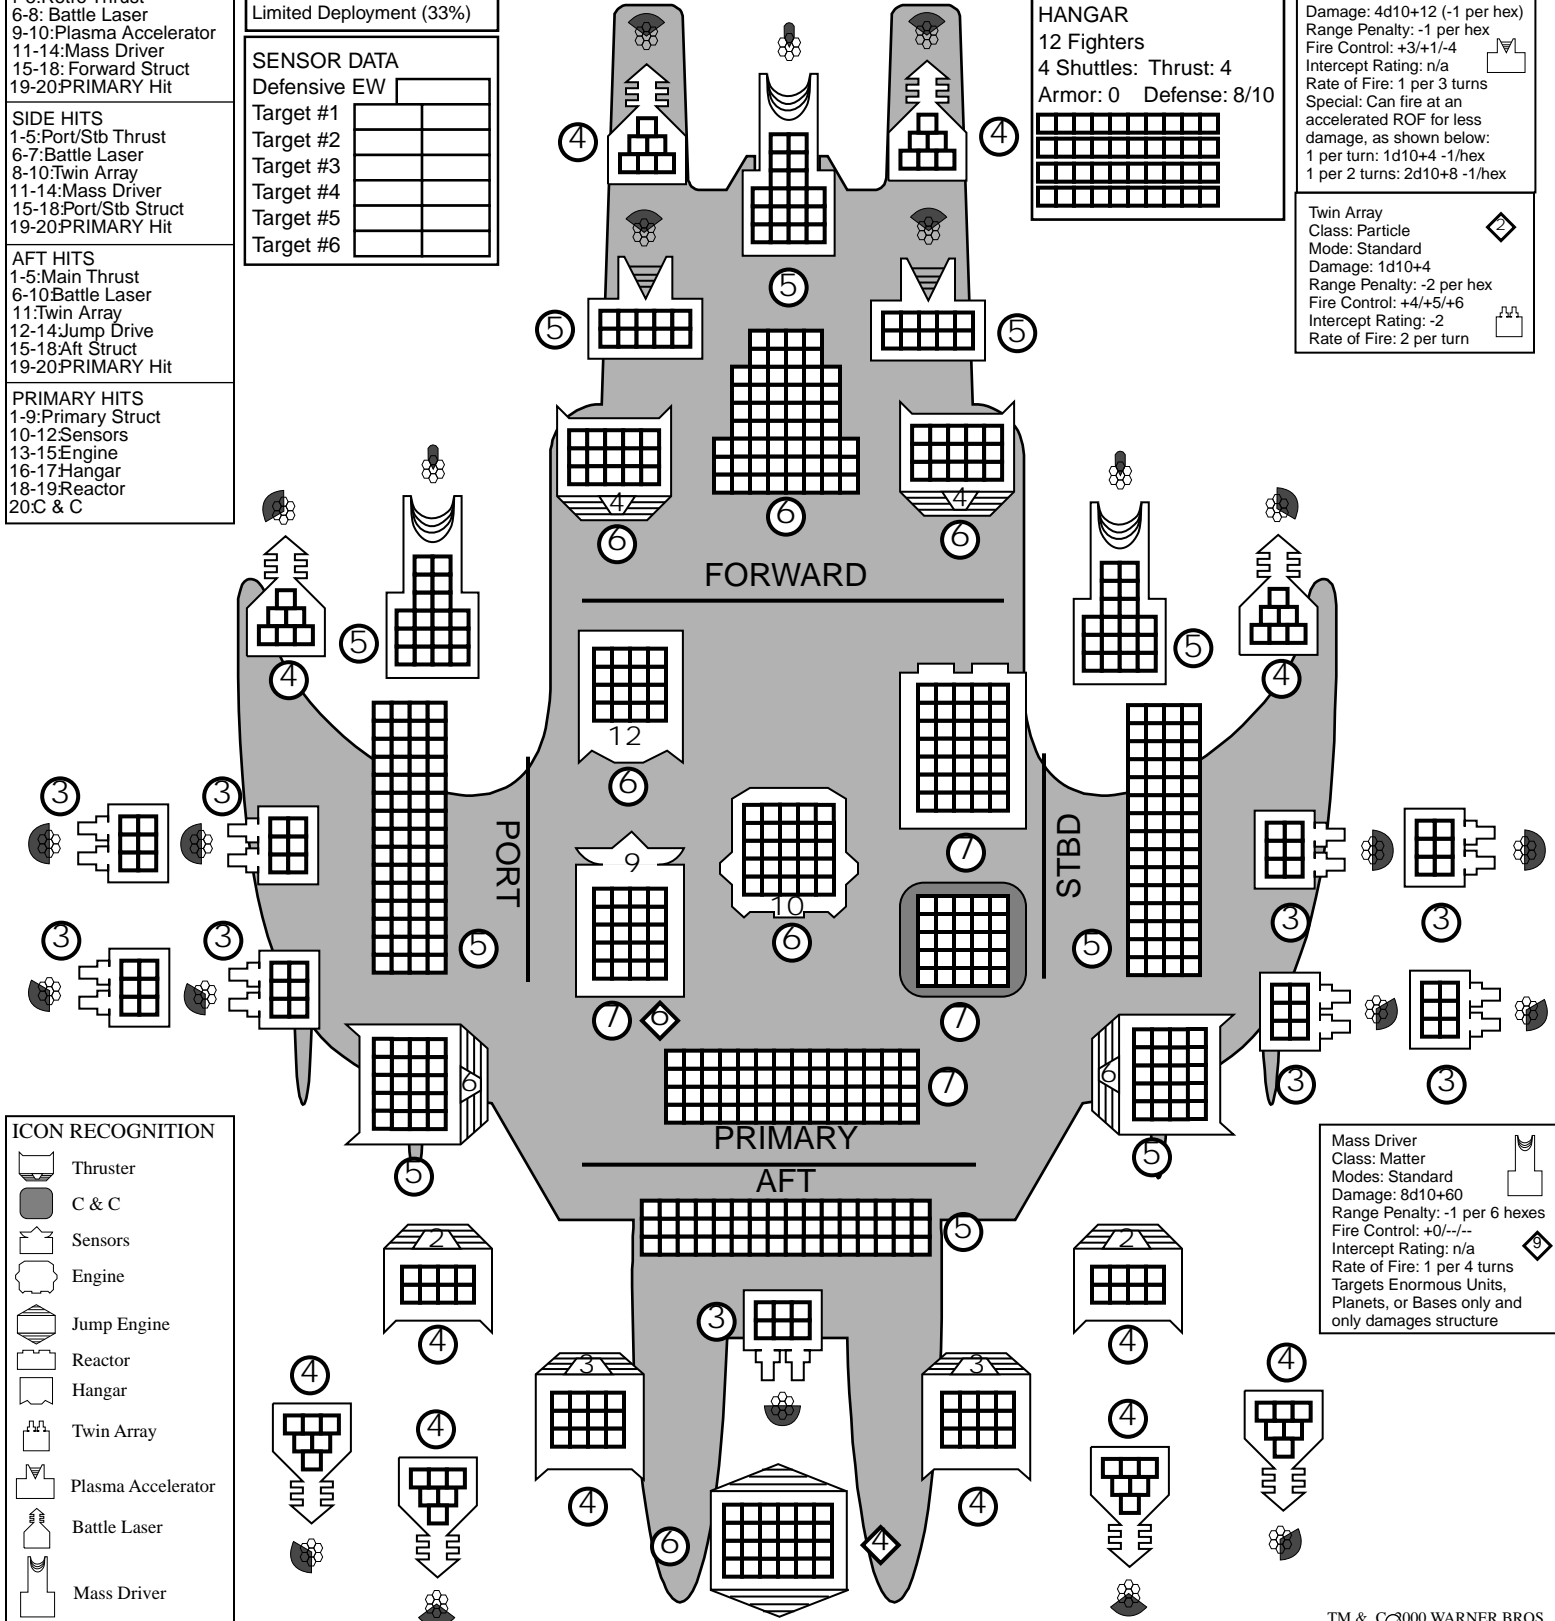 6-8: Battle Laser
9-10:Plasma Accelerator
11-14:Mass Driver
15-18: Forward Struct
19-20:PRIMARY Hit
SIDE HITS
1-5:Port/Stb Thrust
6-7:Battle Laser
8-10:Twin Array
11-14:Mass Driver
15-18:Port/Stb Struct
19-20:PRIMARY Hit
AFT HITS
1-5:Main Thrust
6-10:Battle Laser
11:Twin Array
12-14:Jump Drive
15-18:Aft Struct
19-20:PRIMARY Hit
PRIMARY HITS
1-9:Primary Struct
10-12:Sensors
13-15:Engine
16-17:Hangar
18-19:Reactor
20:C & C
Limited Deployment (33%)
SENSOR DATA
Defensive EW
Target #1
Target #2
Target #3
Target #4
Target #5
Target #6
HANGAR
12 Fighters
4 Shuttles: Thrust: 4
Armor: 0 Defense: 8/10
Damage: 4d10+12 (-1 per hex)
Range Penalty: -1 per hex
Fire Control: +3/+1/-4
Intercept Rating: n/a
Rate of Fire: 1 per 3 turns
Special: Can fire at an
accelerated ROF for less
damage, as shown below:
1 per turn: 1d10+4 -1/hex
1 per 2 turns: 2d10+8 -1/hex
Twin Array
2
Class: Particle
Mode: Standard
Damage: 1d10+4
Range Penalty: -2 per hex
Fire Control: +4/+5/+6
Intercept Rating: -2
Rate of Fire: 2 per turn
4
4
5
5
5
4
4
6
6
6
FORWARD
5
4
5
4
12
6
PORT
STBD
7
9
10
6
3
3
3
3
5
5
3
3
3
3
7
6
7
6
6
7
5
5
PRIMARY
AFT
5
2
2
4
4
3
3
3
4
4
4
4
4
4
6
4
ICON RECOGNITION
Thruster
C & C
Sensors
Engine
Jump Engine
Reactor
Hangar
Twin Array
Plasma Accelerator
Battle Laser
Mass Driver
Mass Driver
Class: Matter
Modes: Standard
Damage: 8d10+60
Range Penalty: -1 per 6 hexes
Fire Control: +0/--/--
Intercept Rating: n/a
9
Rate of Fire: 1 per 4 turns
Targets Enormous Units,
Planets, or Bases only and
only damages structure
WARNER BROS